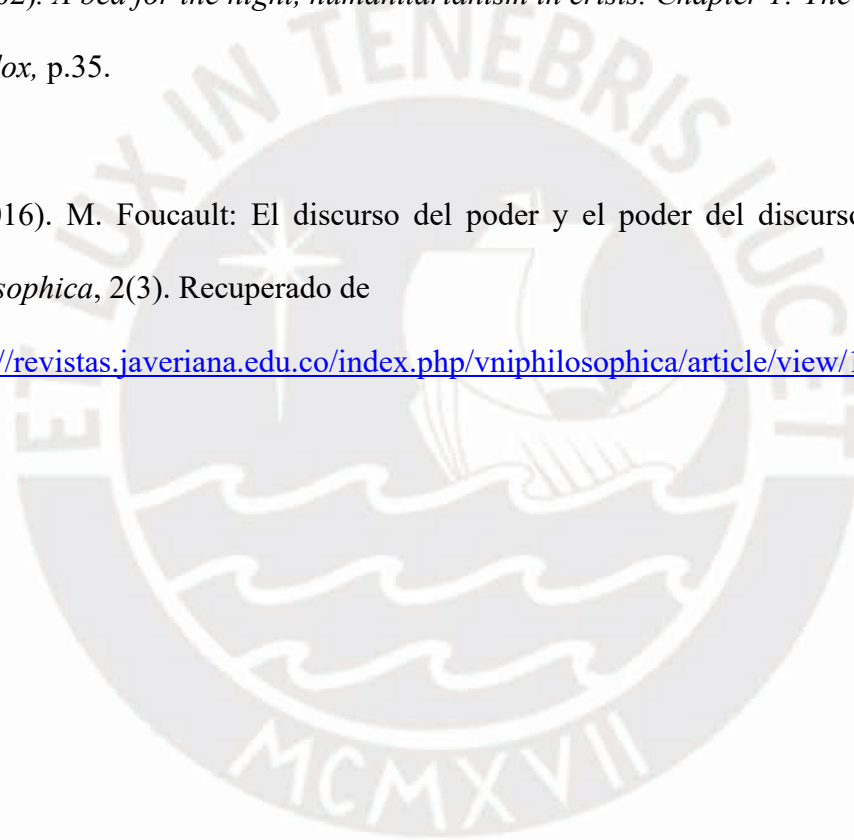 A bed for the night, humanitarianism in crisis. Chapter 1: The
p.35.
016). M. Foucault: El discurso del poder y el poder del discurso
sophica, 2(3). Recuperado de
//revistas.javeriana.edu.co/index.php/vniphilosophica/article/view/1
ET LUX IN TENEBRIS LUCET
MCMXVII